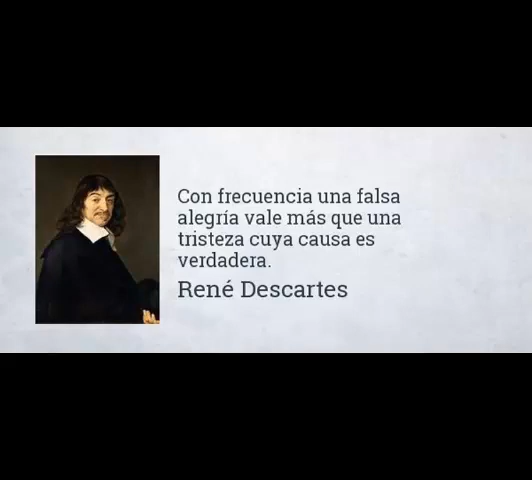 Con frecuencia una falsa
alegría vale más que una
tristeza cuya causa es
verdadera.
René Descartes